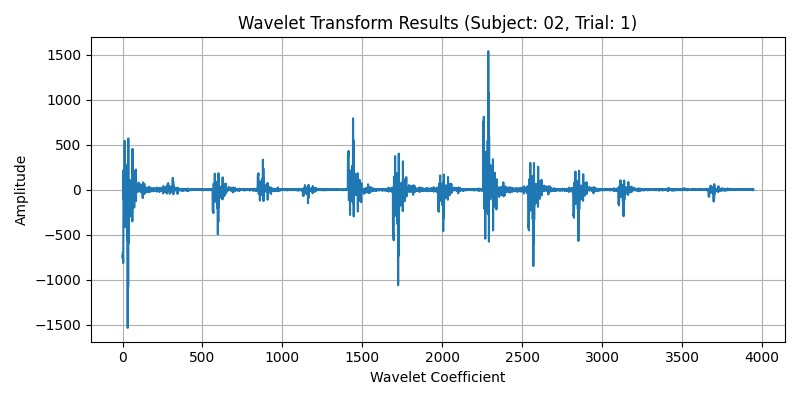 Wavelet Transform Results (Subject: 02, Trial: 1)
Amplitude
1500
1000
500
0
−500
−1000
−1500
0 500 1000 1500 2000 2500 3000 3500 4000
Wavelet Coefficient